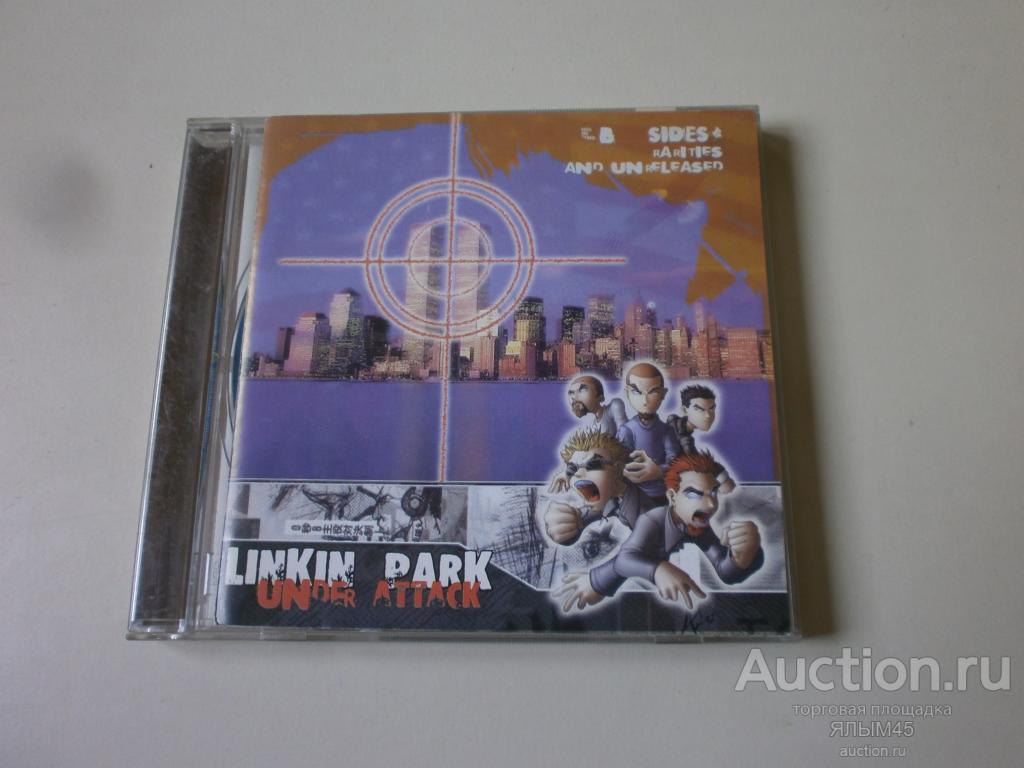 B SIDES &
RARITIES
AND UNRELEASED
LINKIN PARK
UNDER ATTACK
Auction.ru
торговая площадка
ЯЛЫМ45
auction.ru